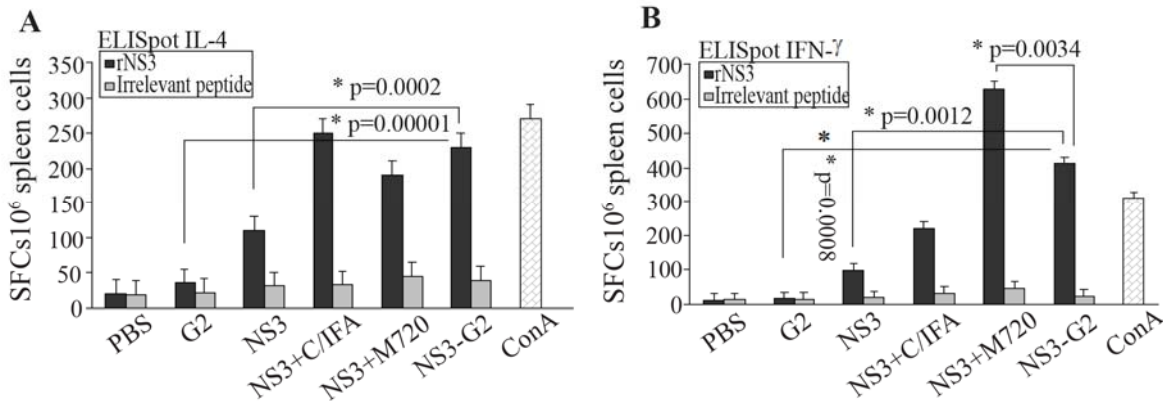 A
ELISpot IL-4
rNS3
Irrelevant peptide
* p=0.0002
* p=0.00001
SFCs10⁶ spleen cells
350
300
250
200
150
100
50
0
PBS
G2
NS3
NS3+C/IFA
NS3+M720
NS3-G2
ConA
B
ELISpot IFN-γ
rNS3
Irrelevant peptide
* p=0.0034
* p=0.0012
*
* p=0.0008
SFCs10⁶ spleen cells
700
600
500
400
300
200
100
0
PBS
G2
NS3
NS3+C/IFA
NS3+M720
NS3-G2
ConA